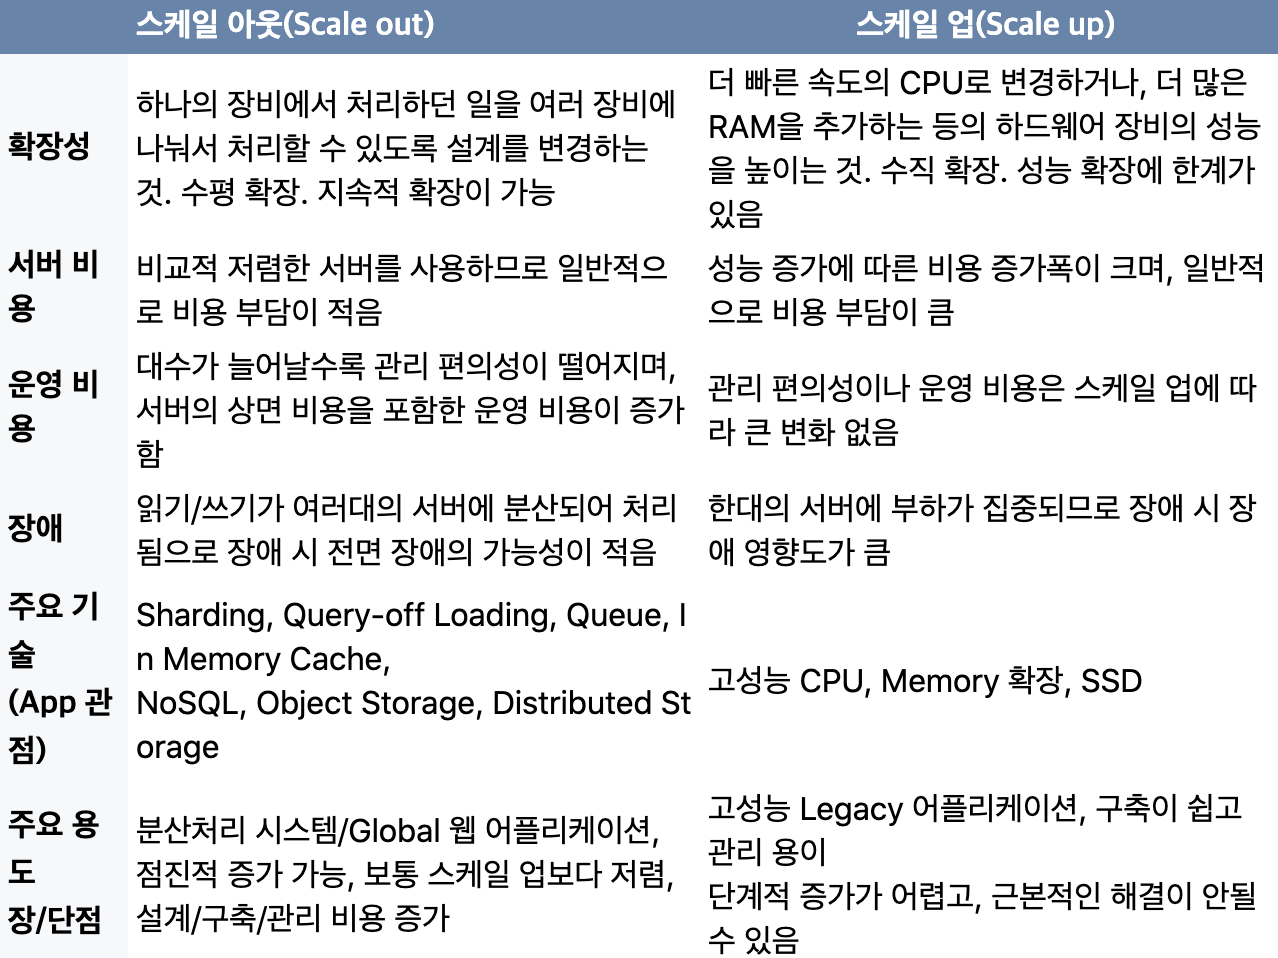 스케일 아웃(Scale out)
스케일 업(Scale up)
확장성
하나의 장비에서 처리하던 일을 여러 장비에
나눠서 처리할 수 있도록 설계를 변경하는
것. 수평 확장. 지속적 확장이 가능
더 빠른 속도의 CPU로 변경하거나, 더 많은
RAM을 추가하는 등의 하드웨어 장비의 성능
을 높이는 것. 수직 확장. 성능 확장에 한계가
있음
서버 비
용
비교적 저렴한 서버를 사용하므로 일반적으
로 비용 부담이 적음
성능 증가에 따른 비용 증가폭이 크며, 일반적
으로 비용 부담이 큼
운영 비
용
대수가 늘어날수록 관리 편의성이 떨어지며,
서버의 상면 비용을 포함한 운영 비용이 증가
함
관리 편의성이나 운영 비용은 스케일 업에 따
라 큰 변화 없음
장애
읽기/쓰기가 여러대의 서버에 분산되어 처리
됨으로 장애 시 전면 장애의 가능성이 적음
한대의 서버에 부하가 집중되므로 장애 시 장
애 영향도가 큼
주요 기
술
(App 관
점)
Sharding, Query-off Loading, Queue, I
n Memory Cache,
NoSQL, Object Storage, Distributed St
orage
고성능 CPU, Memory 확장, SSD
주요 용
도
장/단점
분산처리 시스템/Global 웹 어플리케이션,
점진적 증가 가능, 보통 스케일 업보다 저렴,
설계/구축/관리 비용 증가
고성능 Legacy 어플리케이션, 구축이 쉽고
관리 용이
단계적 증가가 어렵고, 근본적인 해결이 안될
수 있음